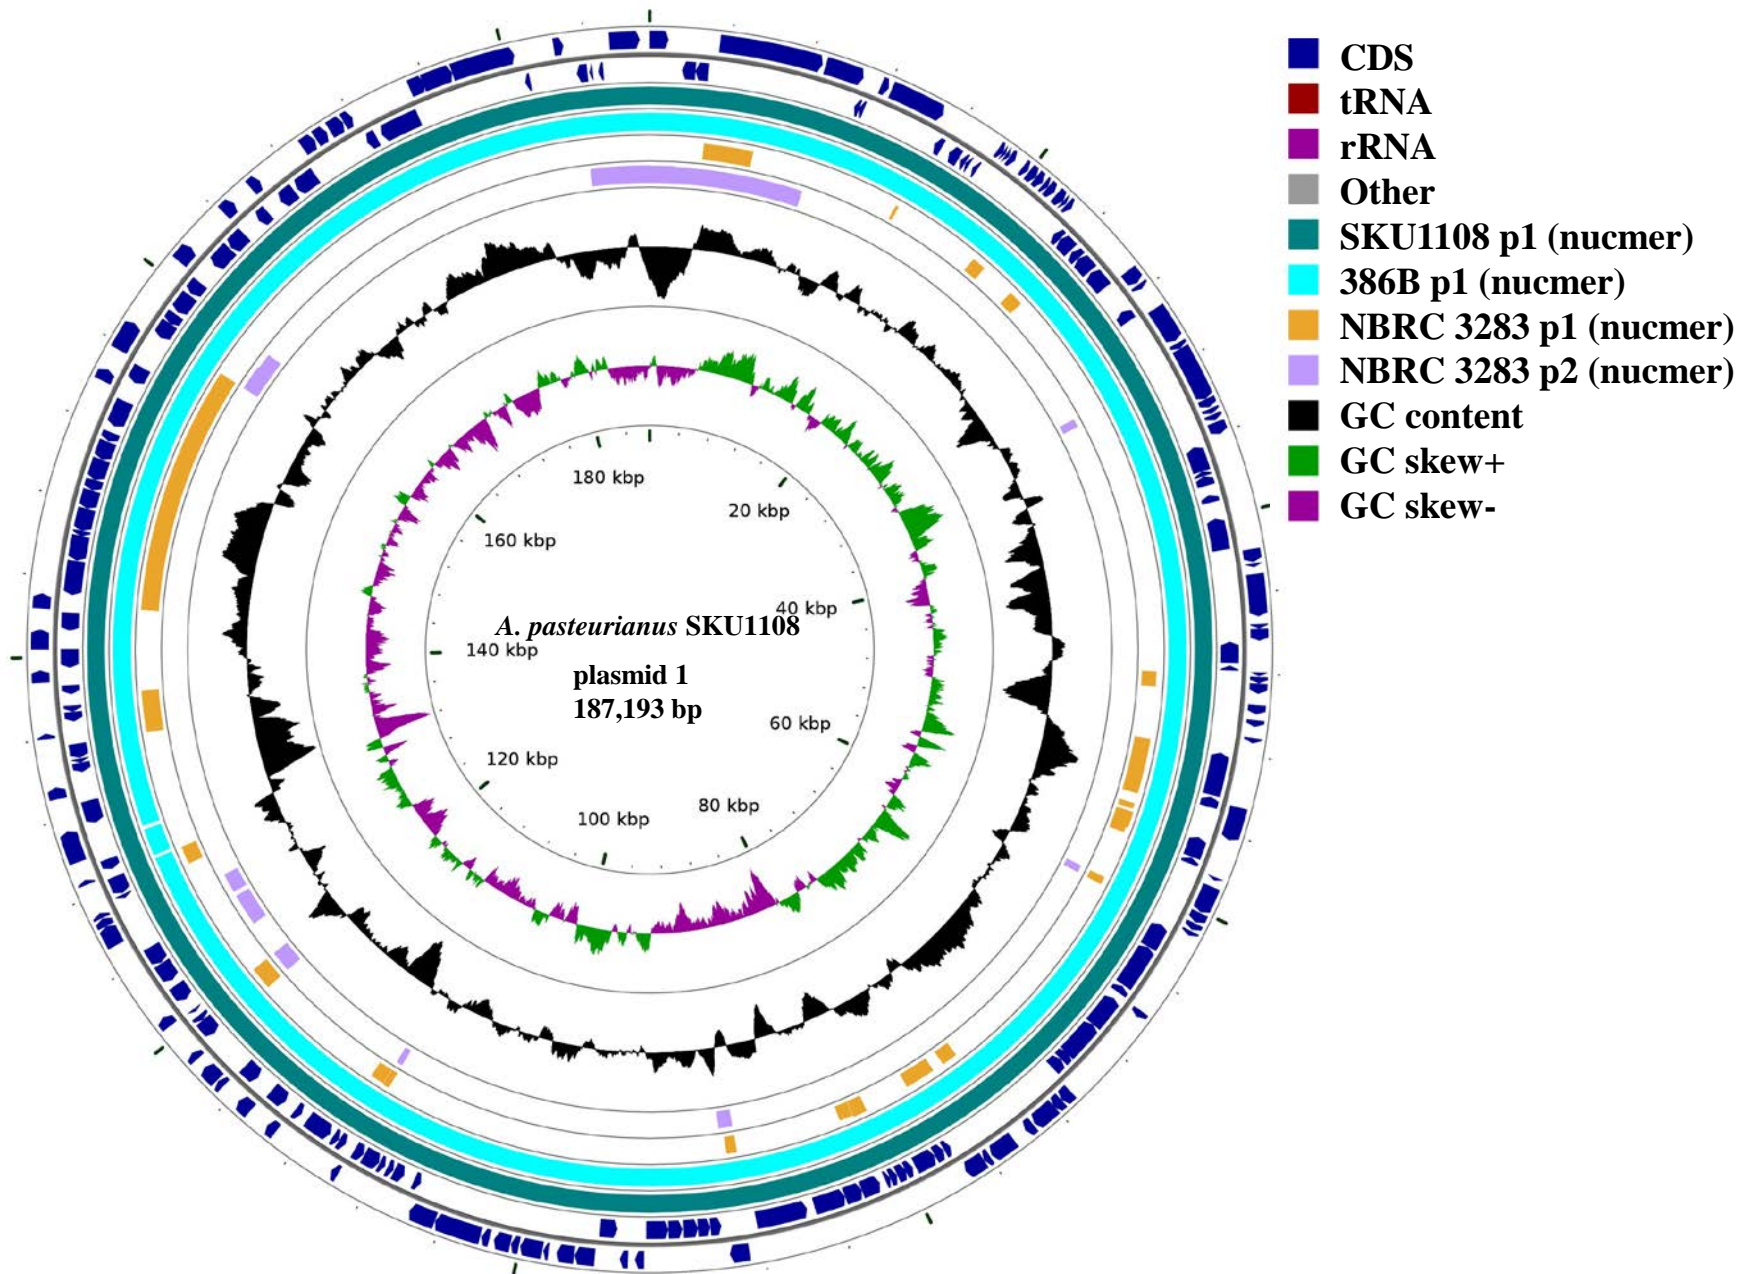 CDS
tRNA
rRNA
Other
SKU1108 p1 (nucmer)
386B p1 (nucmer)
NBRC 3283 p1 (nucmer)
NBRC 3283 p2 (nucmer)
GC content
GC skew+
GC skew-
180 kbp
20 kbp
160 kbp
40 kbp
A. pasteurianus SKU1108
140 kbp
plasmid 1
187,193 bp
60 kbp
120 kbp
80 kbp
100 kbp